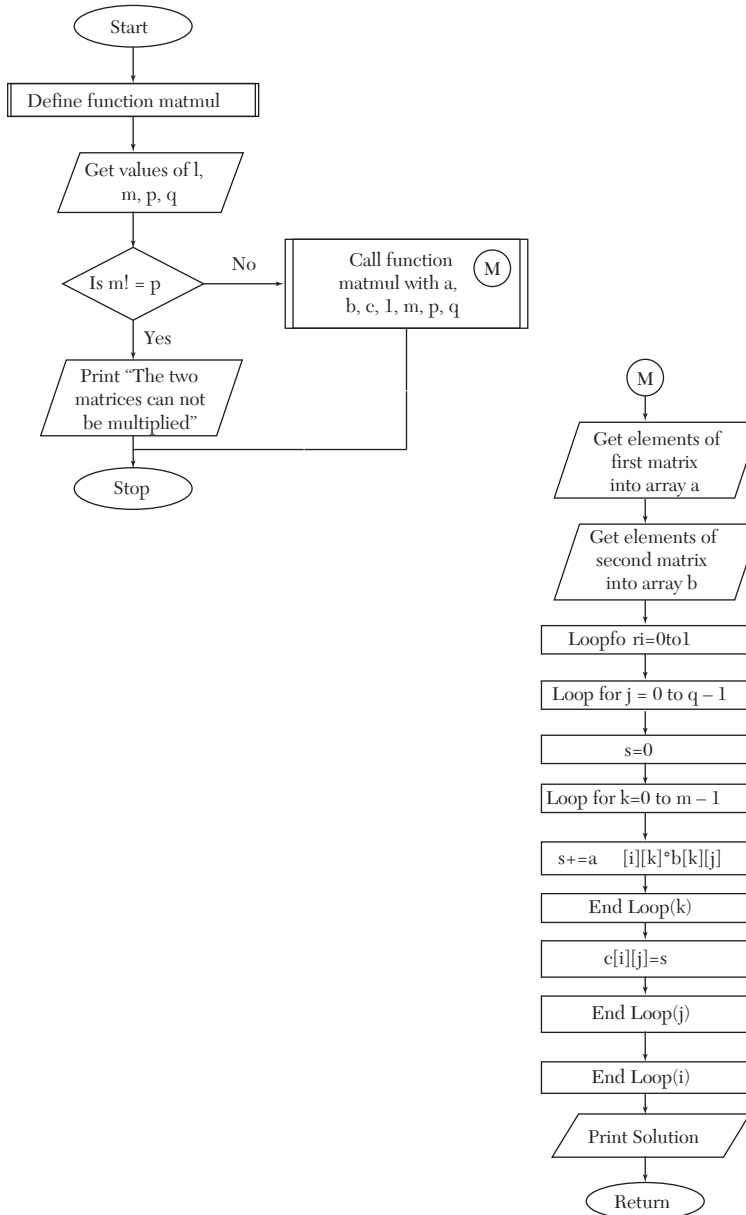 Start
Define function matmul
Get values of l,
m, p, q
Is m! = p
No
Yes
Call function
matmul with a,
b, c, 1, m, p, q
M
Print “The two
matrices can not
be multiplied”
Stop
M
Get elements of
first matrix
into array a
Get elements of
second matrix
into array b
Loopfo ri=0to1
Loop for j = 0 to q – 1
s=0
Loop for k=0 to m – 1
s+=a [i][k]*b[k][j]
End Loop(k)
c[i][j]=s
End Loop(j)
End Loop(i)
Print Solution
Return